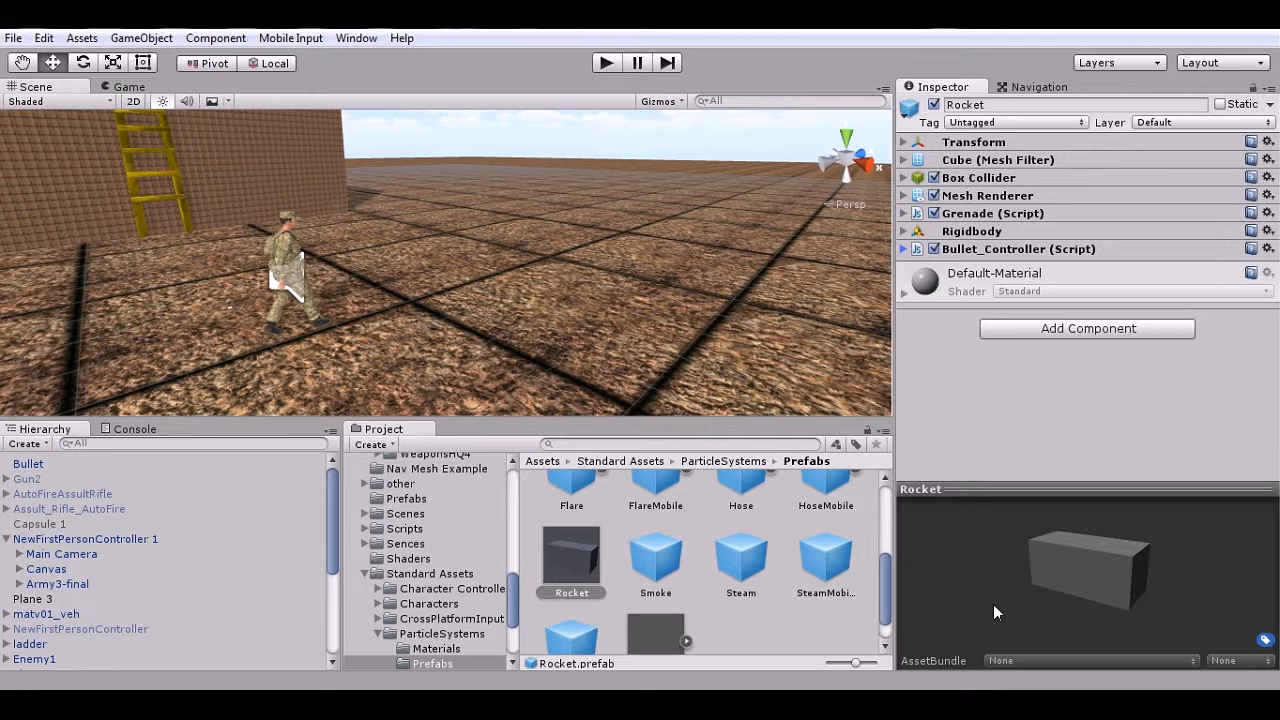 File Edit Assets GameObject Component Mobile Input Window Help
Pivot Local Layers Layout
Scene Game Inspector Navigation
Shaded 2D Gizmos All
Rocket Static
Tag Untagged Layer Default
Transform
Cube (Mesh Filter)
Box Collider
Mesh Renderer
Grenade (Script)
Rigidbody
Bullet_Controller (Script)
Default-Material
Shader Standard
Add Component
x
Persp
Hierarchy Console
Create All
Bullet
Gun2
AutoFireAssultRifle
Assult_Rifle_AutoFire
Capsule 1
NewFirstPersonController 1
Main Camera
Canvas
Army3-final
Plane 3
matv01_veh
NewFirstPersonController
ladder
Enemy1
Project
Create
WeaponsHQ4
Nav Mesh Example
other
Prefabs
Scenes
Scripts
Sences
Shaders
Standard Assets
Character Controlle
Characters
CrossPlatformInput
ParticleSystems
Materials
Prefabs
Assets Standard Assets ParticleSystems Prefabs
Flare FlareMobile Hose HoseMobile
Rocket Smoke Steam SteamMobi...
Rocket.prefab
Rocket
AssetBundle None None